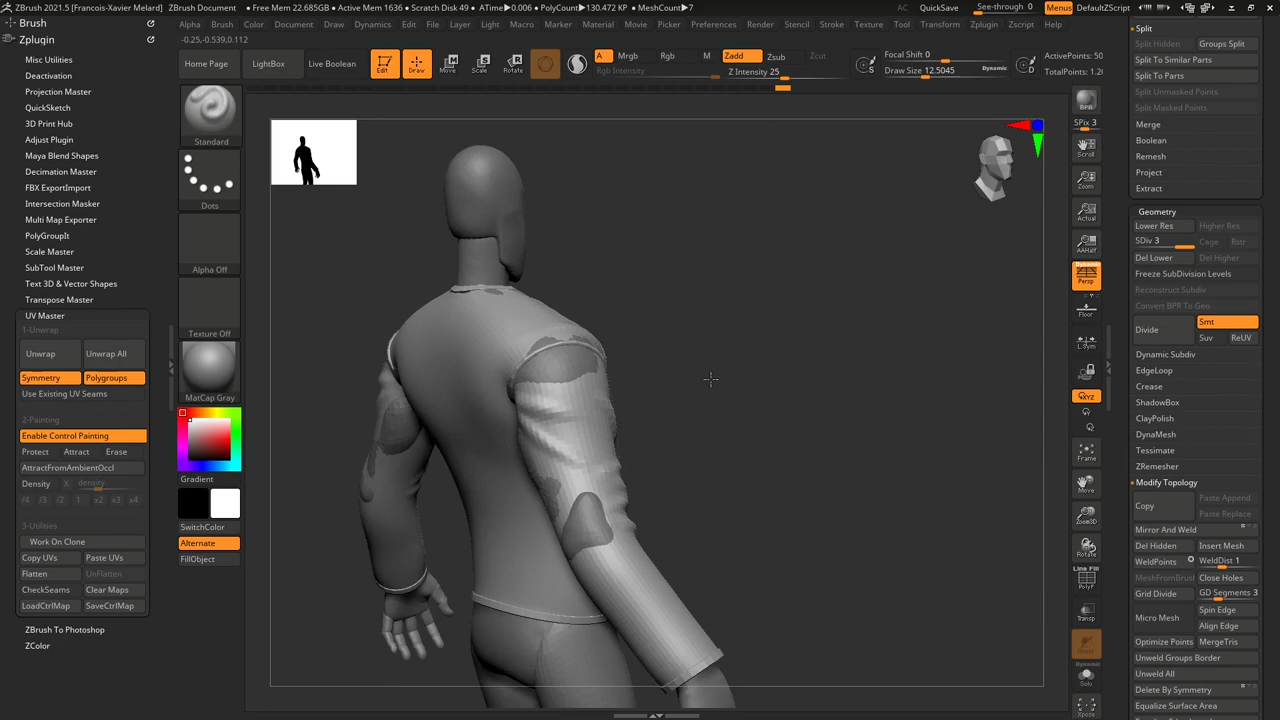 ZBrush 2021.5 [Francois-Xavier Melard] ZBrush Document • Free Mem 22.685GB • Active Mem 1636 • Scratch Disk 49 • ATime▶0.006 • PolyCount▶130.472 KP • MeshCount▶7 AC QuickSave See-through 0 Menus DefaultZScript
Brush
Alpha Brush Color Document Draw Dynamics Edit File Layer Light Macro Marker Material Movie Picker Preferences Render Stencil Stroke Texture Tool Transform Zplugin Zscript Help
Zplugin
-0.25,-0.539,0.112
Misc Utilities
Deactivation
Projection Master
QuickSketch
3D Print Hub
Adjust Plugin
Maya Blend Shapes
Decimation Master
FBX ExportImport
Intersection Masker
Multi Map Exporter
PolyGroupIt
Scale Master
SubTool Master
Text 3D & Vector Shapes
Transpose Master
UV Master
1-Unwrap
Unwrap Unwrap All
Symmetry Polygroups
Use Existing UV Seams
2-Painting
Enable Control Painting
Protect Attract Erase
AttractFromAmbientOccl
Density X density
/4 /3 /2 1 x2 x3 x4
3-Utilities
Work On Clone
Copy UVs Paste UVs
Flatten UnFlatten
CheckSeams Clear Maps
LoadCtrlMap SaveCtrlMap
ZBrush To Photoshop
ZColor
Home Page LightBox Live Boolean
Edit Draw Move Scale Rotate
A Mrgb Rgb M Zadd Zsub Zcut
Rgb Intensity Z Intensity 25
Focal Shift 0
Draw Size 12.5045 Dynamic
S D
ActivePoints: 50
TotalPoints: 1.20
Standard
Dots
Alpha Off
Texture Off
MatCap Gray
Gradient
SwitchColor
Alternate
FillObject
BPR
SPix 3
Scroll
Zoom
Actual
AAHalf
Dynamic
Persp
Floor
L.Sym
XYZ
Frame
Move
Zoom3D
Rotate
Line Fill
PolyF
Transp
Dynamic
Solo
Xpose
Split
Split Hidden Groups Split
Split To Similar Parts
Split To Parts
Split Unmasked Points
Split Masked Points
Merge
Boolean
Remesh
Project
Extract
Geometry
Lower Res Higher Res
SDiv 3 Cage Rstr
Del Lower Del Higher
Freeze SubDivision Levels
Reconstruct Subdiv
Convert BPR To Geo
Divide Smt
Suv ReUV
Dynamic Subdiv
EdgeLoop
Crease
ShadowBox
ClayPolish
DynaMesh
Tessimate
ZRemesher
Modify Topology
Copy Paste Append
Paste Replace
Mirror And Weld
Del Hidden Insert Mesh
WeldPoints WeldDist 1
MeshFromBrush Close Holes
Grid Divide GD Segments 3
Micro Mesh Spin Edge
Align Edge
Optimize Points MergeTris
Unweld Groups Border
Unweld All
Delete By Symmetry
Equalize Surface Area